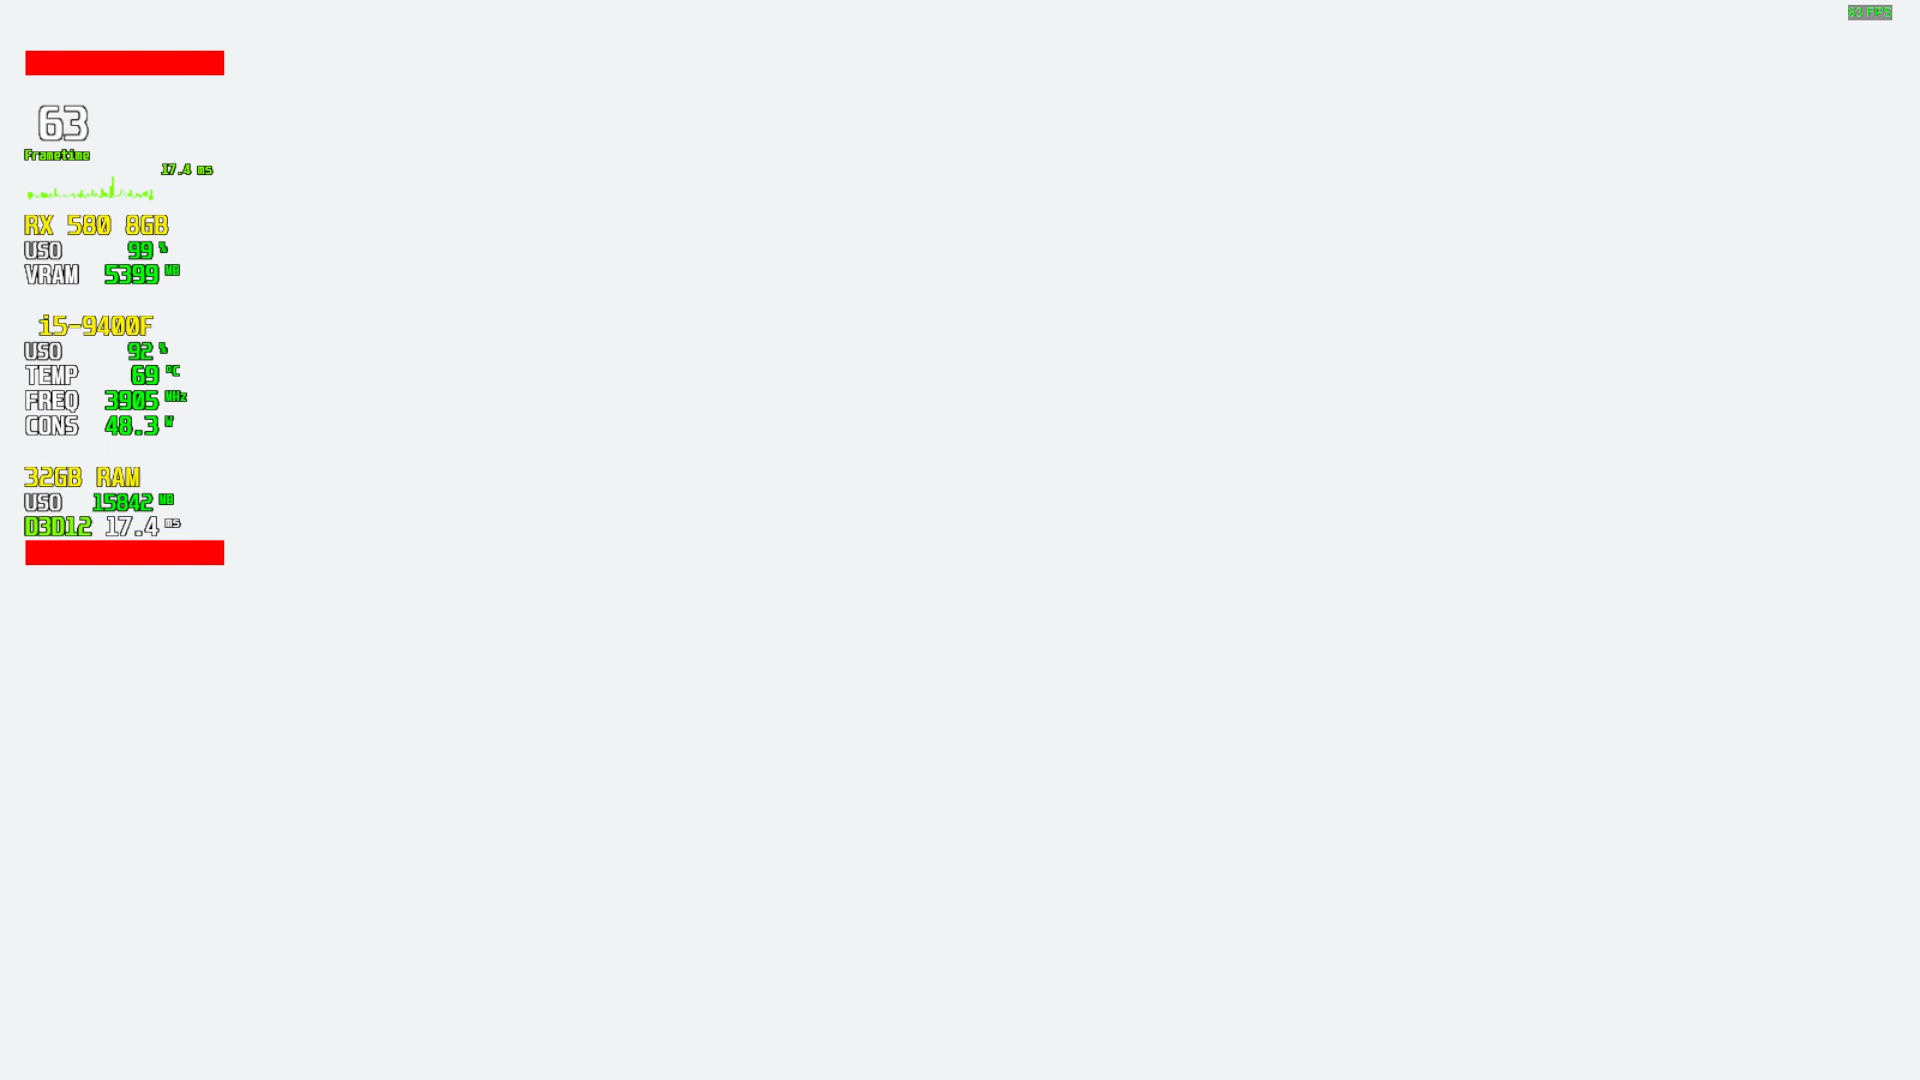 63
Frametime
17.4 ms
RX 580 8GB
USO 99 %
VRAM 5399 MB
i5-9400F
USO 92 %
TEMP 69 °C
FREQ 3905 MHz
CONS 48.3 W
32GB RAM
USO 15842 MB
D3D12 17.4 ms
FPS